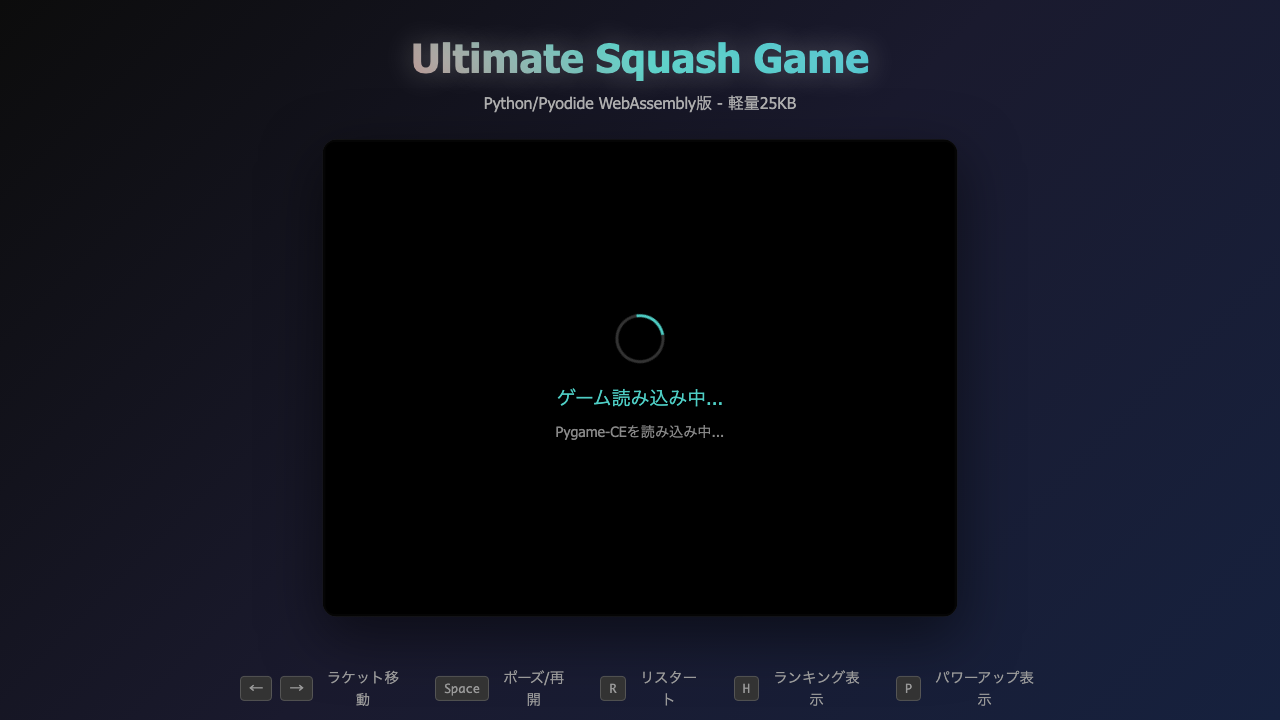 Ultimate Squash Game
Python/Pyodide WebAssembly版 - 軽量25KB
ゲーム読み込み中...
Pygame-CEを読み込み中...
← → ラケット移動
Space ポーズ/再開
R リスタート
H ランキング表示
P パワーアップ表示